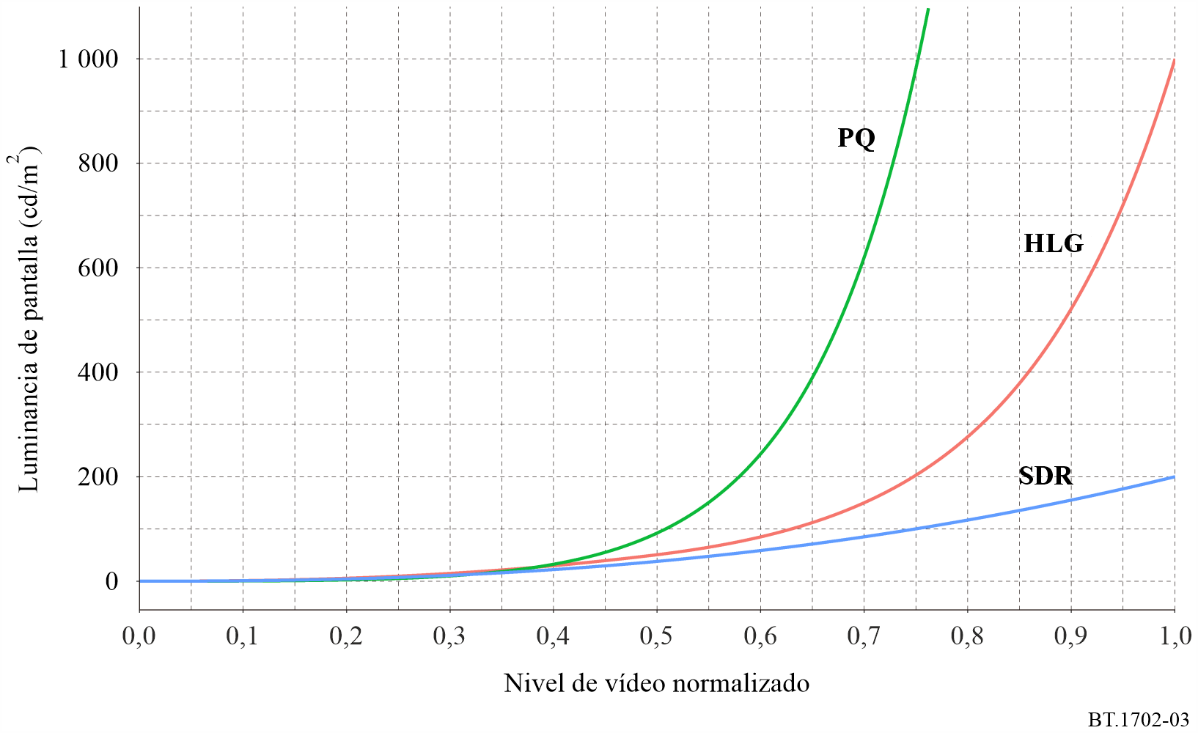 1 000
800
600
400
200
0
Luminancia de pantalla (cd/m²)
PQ
HLG
SDR
0,0 0,1 0,2 0,3 0,4 0,5 0,6 0,7 0,8 0,9 1,0
Nivel de vídeo normalizado
BT.1702-03